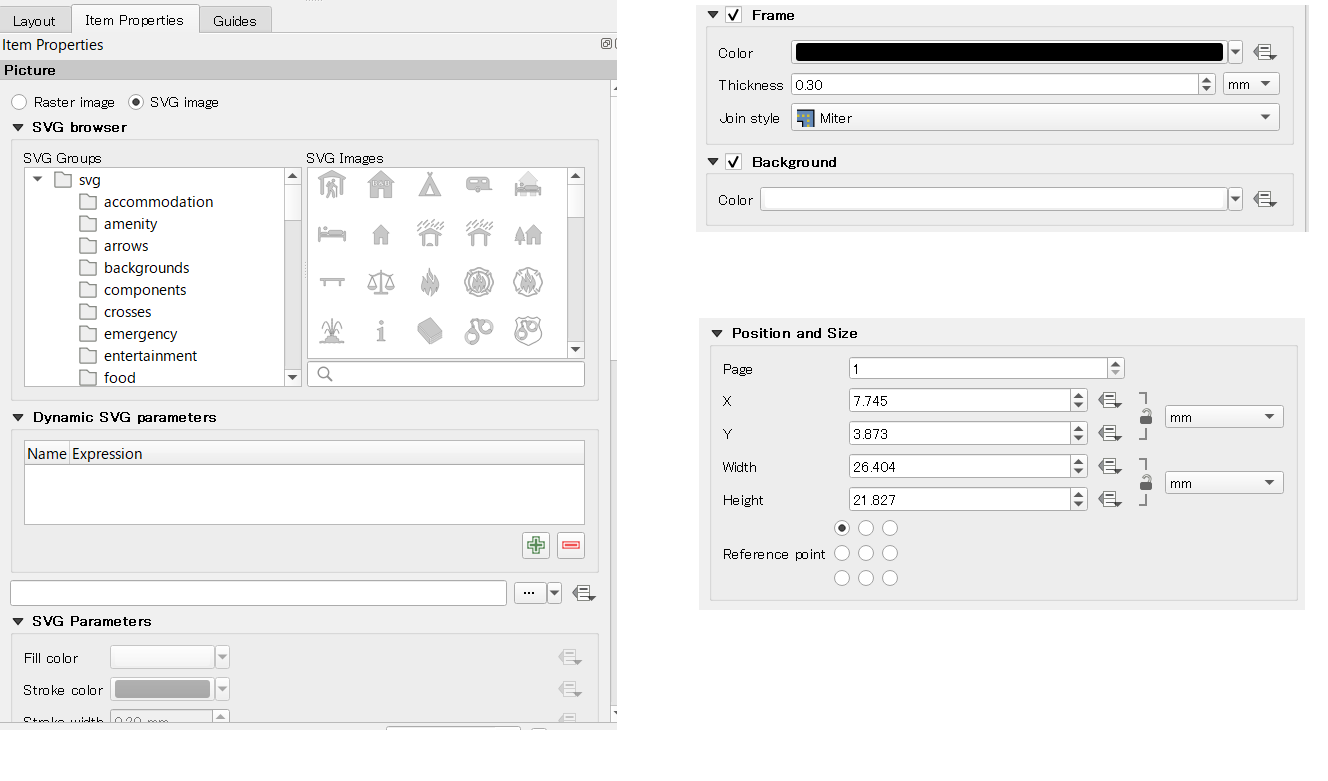 Layout Item Properties Guides
Item Properties
Picture
Raster image SVG image
SVG browser
SVG Groups SVG Images
svg
accommodation
amenity
arrows
backgrounds
components
crosses
emergency
entertainment
food
Dynamic SVG parameters
Name Expression
...
SVG Parameters
Fill color
Stroke color
Stroke width 0.20 mm
Frame
Color
Thickness 0.30 mm
Join style Miter
Background
Color
Position and Size
Page 1
X 7.745
mm
Y 3.873
Width 26.404
mm
Height 21.827
Reference point